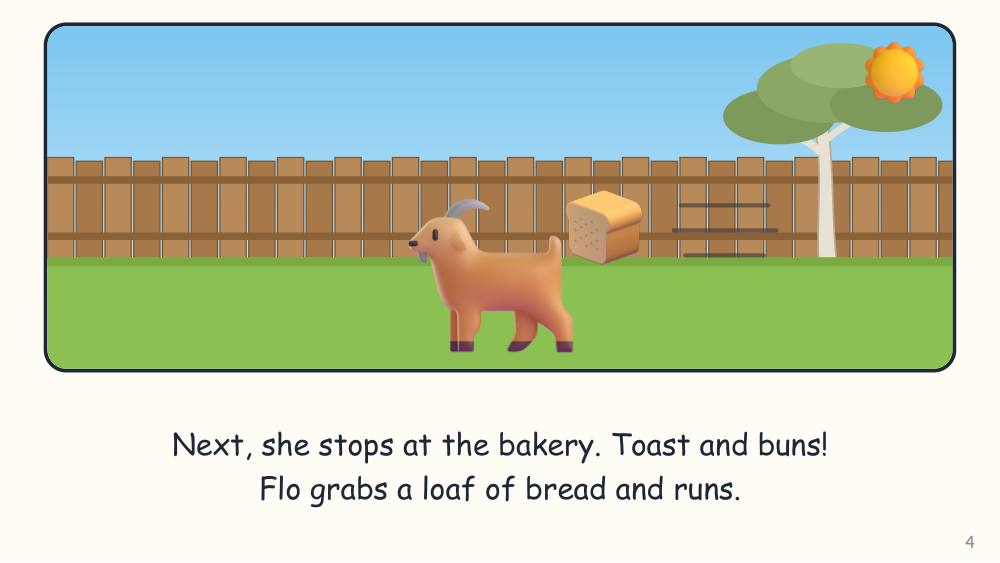 Next, she stops at the bakery. Toast and buns!
Flo grabs a loaf of bread and runs.
4